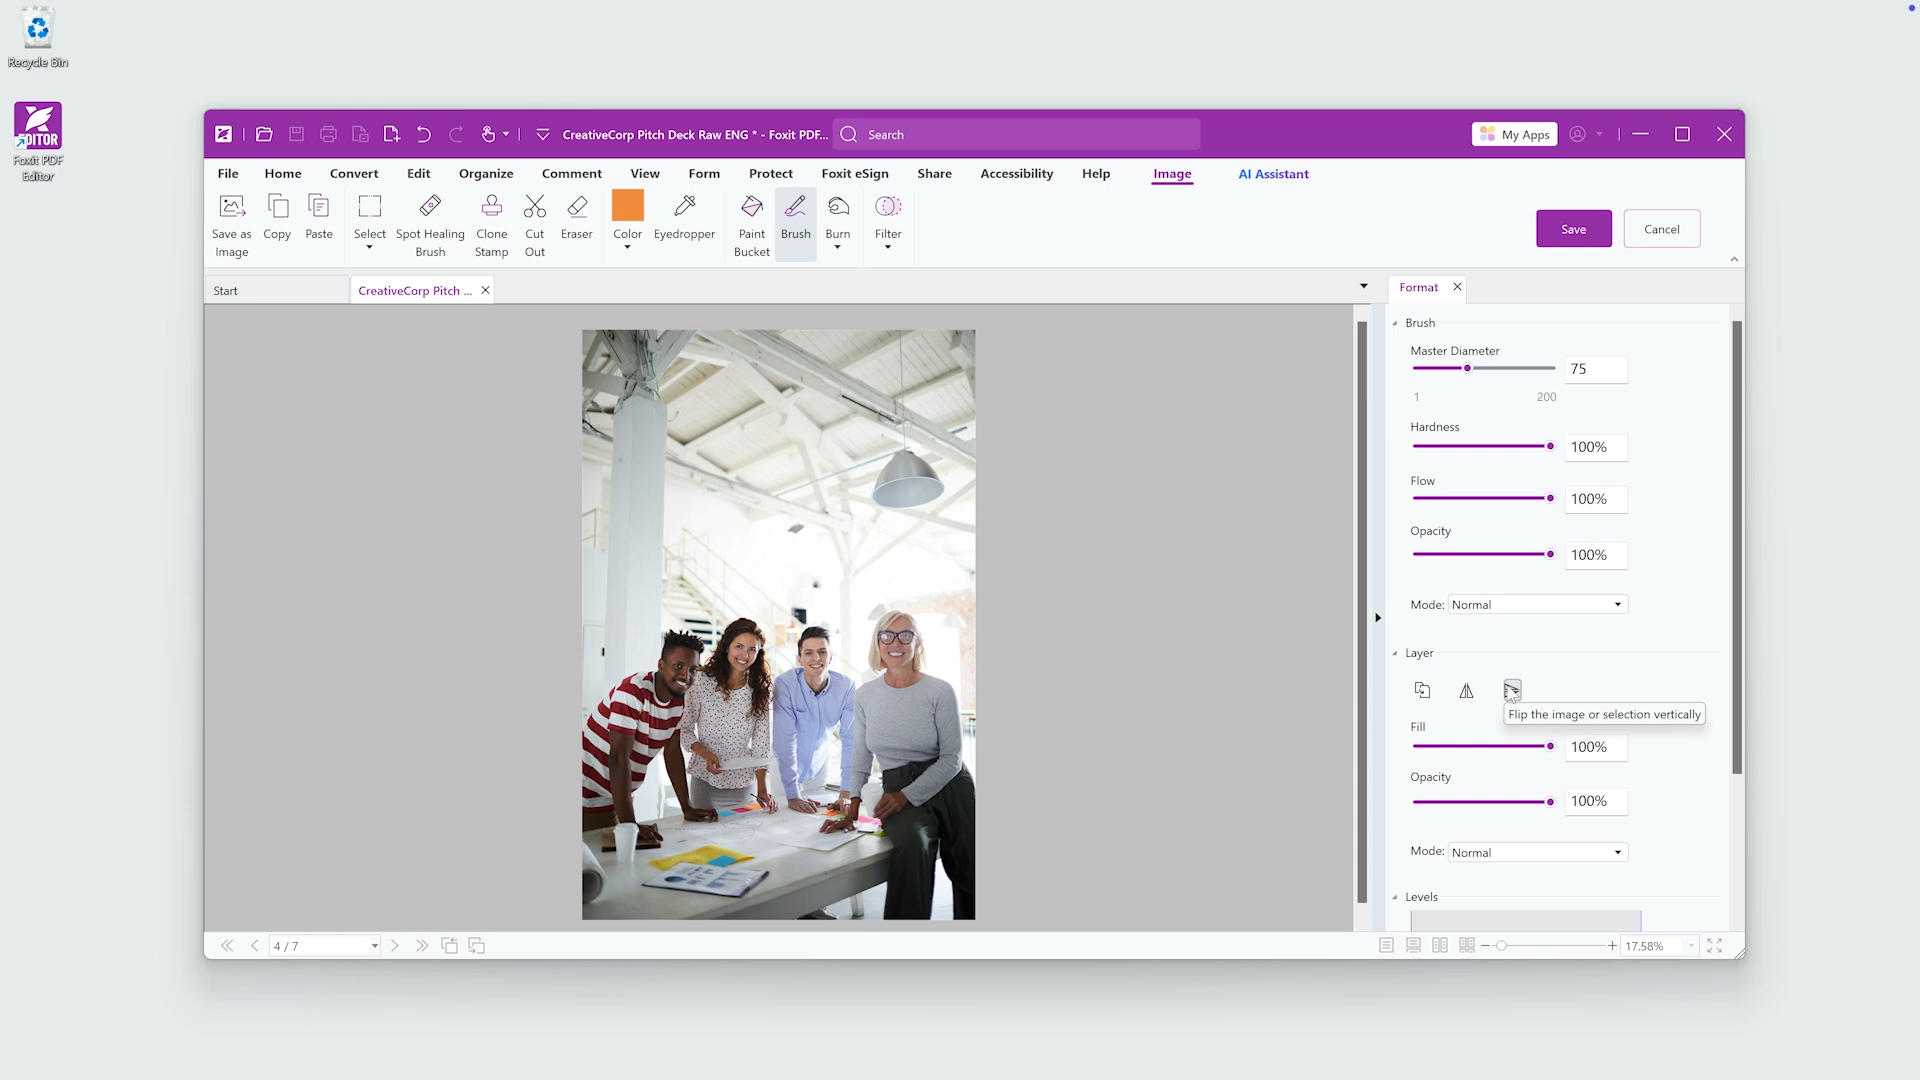 Recycle Bin
EDITOR
Foxit PDF
Editor
CreativeCorp Pitch Deck Raw ENG * - Foxit PDF...
Search
My Apps
File Home Convert Edit Organize Comment View Form Protect Foxit eSign Share Accessibility Help Image AI Assistant
Save as Image Copy Paste Select Spot Healing Brush Clone Stamp Cut Out Eraser Color Eyedropper Paint Bucket Brush Burn Filter
Save Cancel
Start
CreativeCorp Pitch ...
Format
Brush
Master Diameter
75
1 200
Hardness
100%
Flow
100%
Opacity
100%
Mode: Normal
Layer
Flip the image or selection vertically
Fill
100%
Opacity
100%
Mode: Normal
Levels
4 / 7
17.58%